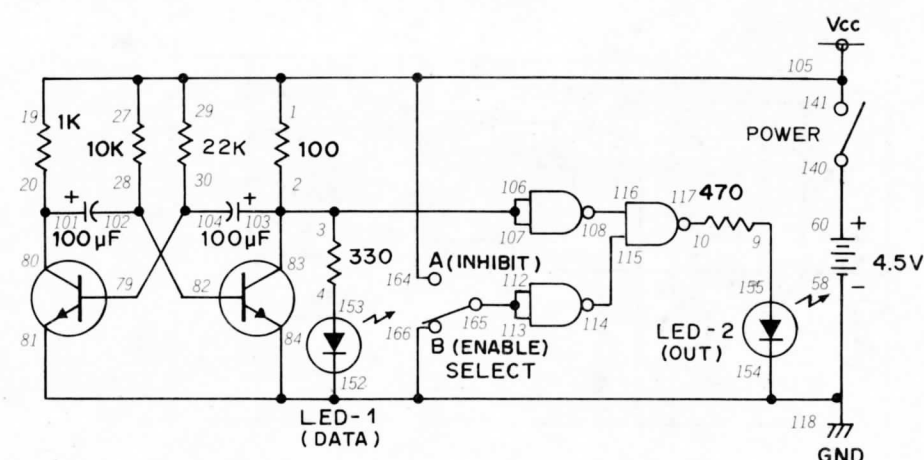 Vcc
105
19 1K 27 29 1 141
10K 22K 100 POWER
20 28 30 2 140
+ + 106 116 117 470
101 102 104 103 3 107 108 10 9 60 +
100µF 100µF 330 115
80 79 82 83 A (INHIBIT) 4.5V
164 112 58 −
4 153 165 114 155
166 113 LED-2
81 84 B (ENABLE) (OUT)
SELECT 154
152
LED-1 118
(DATA)
GND